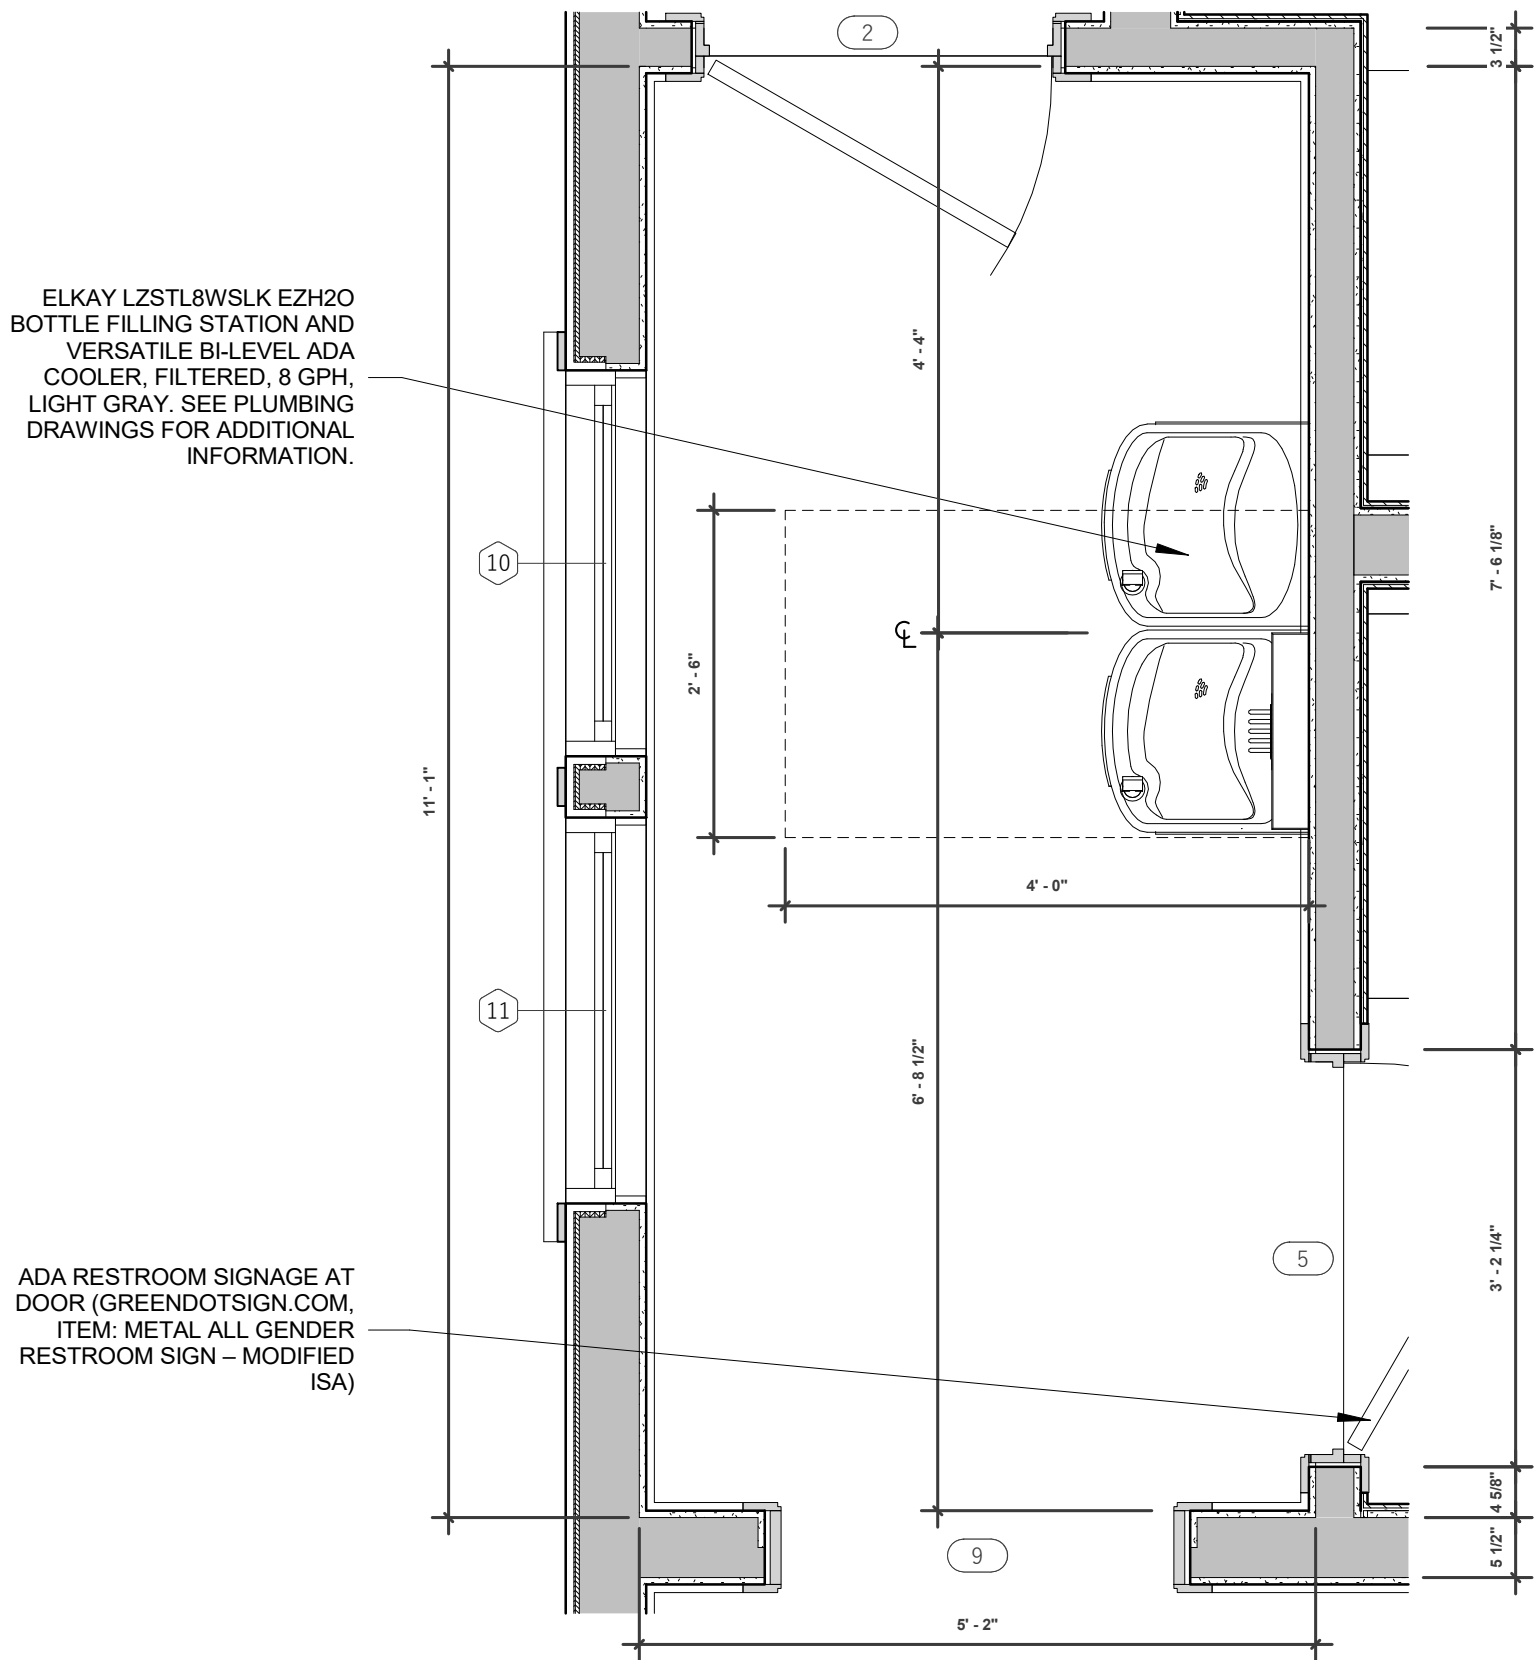 2
3 1/2"
ELKAY LZSTL8WSLK EZH2O
BOTTLE FILLING STATION AND
VERSATILE BI-LEVEL ADA
COOLER, FILTERED, 8 GPH,
LIGHT GRAY. SEE PLUMBING
DRAWINGS FOR ADDITIONAL
INFORMATION.
4' - 4"
10
7' - 6 1/8"
℄
2' - 6"
11' - 1"
4' - 0"
11
6' - 8 1/2"
5
3' - 2 1/4"
ADA RESTROOM SIGNAGE AT
DOOR (GREENDOTSIGN.COM,
ITEM: METAL ALL GENDER
RESTROOM SIGN – MODIFIED
ISA)
4 5/8"
9
5 1/2"
5' - 2"